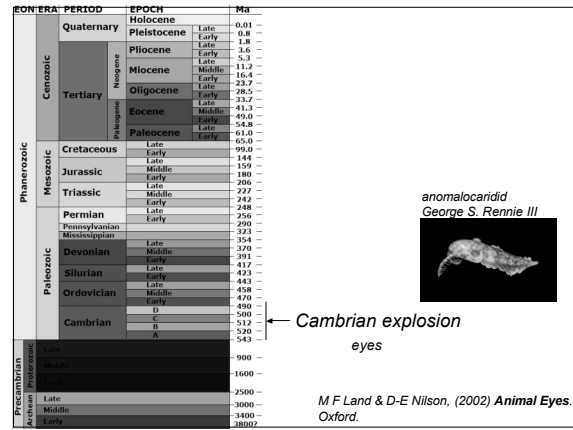 EON ERA PERIOD EPOCH Ma
Phanerozoic
Cenozoic
Quaternary
Holocene
0.01
Pleistocene
Late
0.8
Early
1.8
Tertiary
Neogene
Pliocene
Late
3.6
Early
5.3
Miocene
Late
11.2
Middle
16.4
Early
23.7
Paleogene
Oligocene
Late
28.5
Early
33.7
Eocene
Late
41.3
Middle
49.0
Early
54.8
Paleocene
Late
61.0
Early
65.0
Mesozoic
Cretaceous
Late
99.0
Early
144
Jurassic
Late
159
Middle
180
Early
206
Triassic
Late
227
Middle
242
Early
248
Paleozoic
Permian
Late
256
Early
290
Pennsylvanian
323
Mississippian
354
Devonian
Late
370
Middle
391
Early
417
Silurian
Late
423
Early
443
Ordovician
Late
458
Middle
470
Early
490
Cambrian
D
500
C
512
B
520
A
543
Precambrian
Proterozoic
Late
900
Middle
1600
Early
2500
Archean
Late
3000
Middle
3400
Early
3800?
anomalocaridid
George S. Rennie III
Cambrian explosion
eyes
M F Land & D-E Nilson, (2002) Animal Eyes.
Oxford.